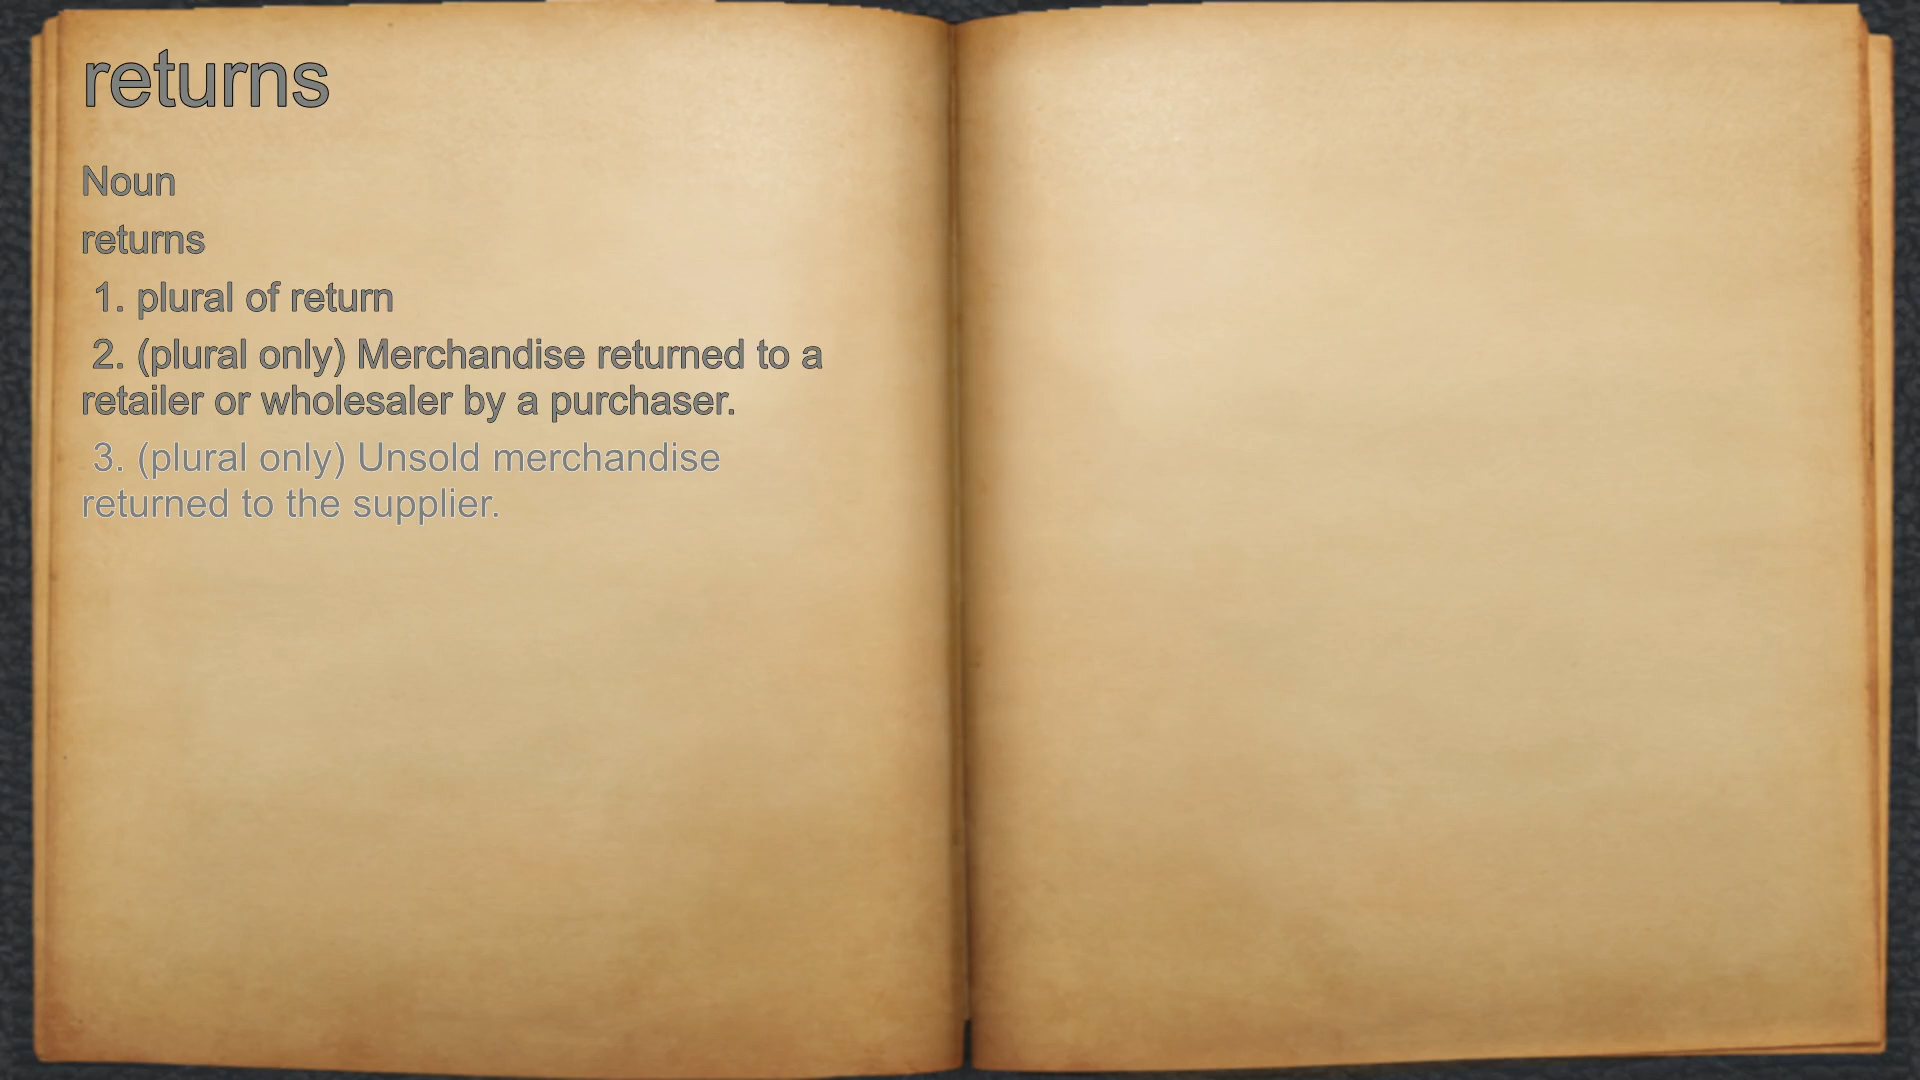 returns
Noun
returns
1. plural of return
2. (plural only) Merchandise returned to a
retailer or wholesaler by a purchaser.
3. (plural only) Unsold merchandise
returned to the supplier.